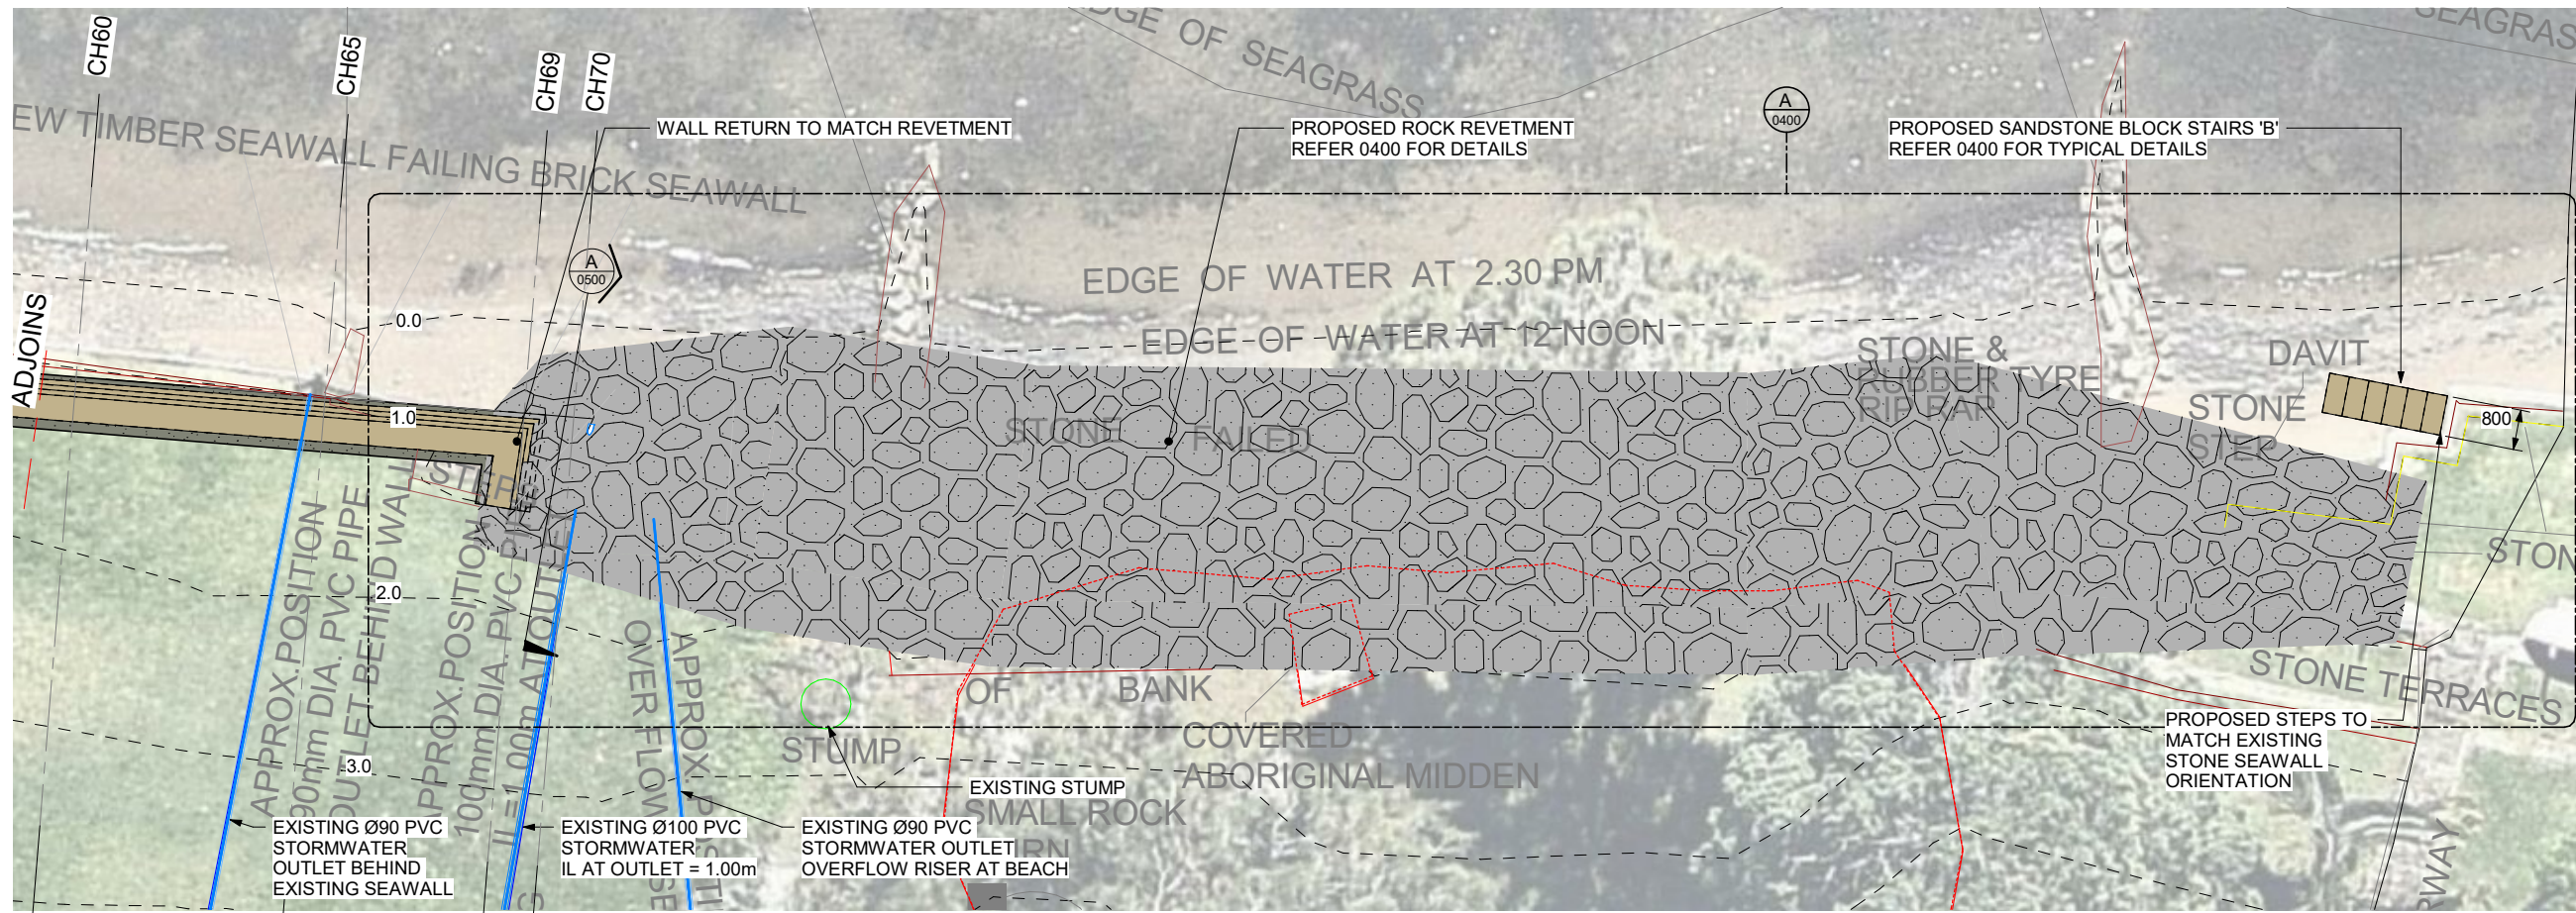 CH60
CH65
CH69
CH70
EDGE OF SEAGRASS
SEAGRAS
A
0400
WALL RETURN TO MATCH REVETMENT
PROPOSED ROCK REVETMENT
REFER 0400 FOR DETAILS
PROPOSED SANDSTONE BLOCK STAIRS 'B'
REFER 0400 FOR TYPICAL DETAILS
EW TIMBER SEAWALL FAILING BRICK SEAWALL
A
0500
EDGE OF WATER AT 2.30 PM
EDGE OF WATER AT 12 NOON
ADJOINS
0.0
1.0
STONE &
RUBBER TYRE
RIP RAP
DAVIT
STONE
STEP
800
STONE FAILED
STEPS
STON
2.0
3.0
APPROX.POSITION
90mm DIA. PVC PIPE
OUTLET BEHIND WALL
APPROX.POSITION
100mm DIA. PVC PIPE
IL = 1.00m AT OUTLET
OVER FLOW
APPROX
OF BANK
STUMP
COVERED
ABORIGINAL MIDDEN
SMALL ROCK
STONE TERRACES
PROPOSED STEPS TO
MATCH EXISTING
STONE SEAWALL
ORIENTATION
EXISTING STUMP
EXISTING Ø90 PVC
STORMWATER
OUTLET BEHIND
EXISTING SEAWALL
EXISTING Ø100 PVC
STORMWATER
IL AT OUTLET = 1.00m
EXISTING Ø90 PVC
STORMWATER OUTLET
OVERFLOW RISER AT BEACH
RWAY